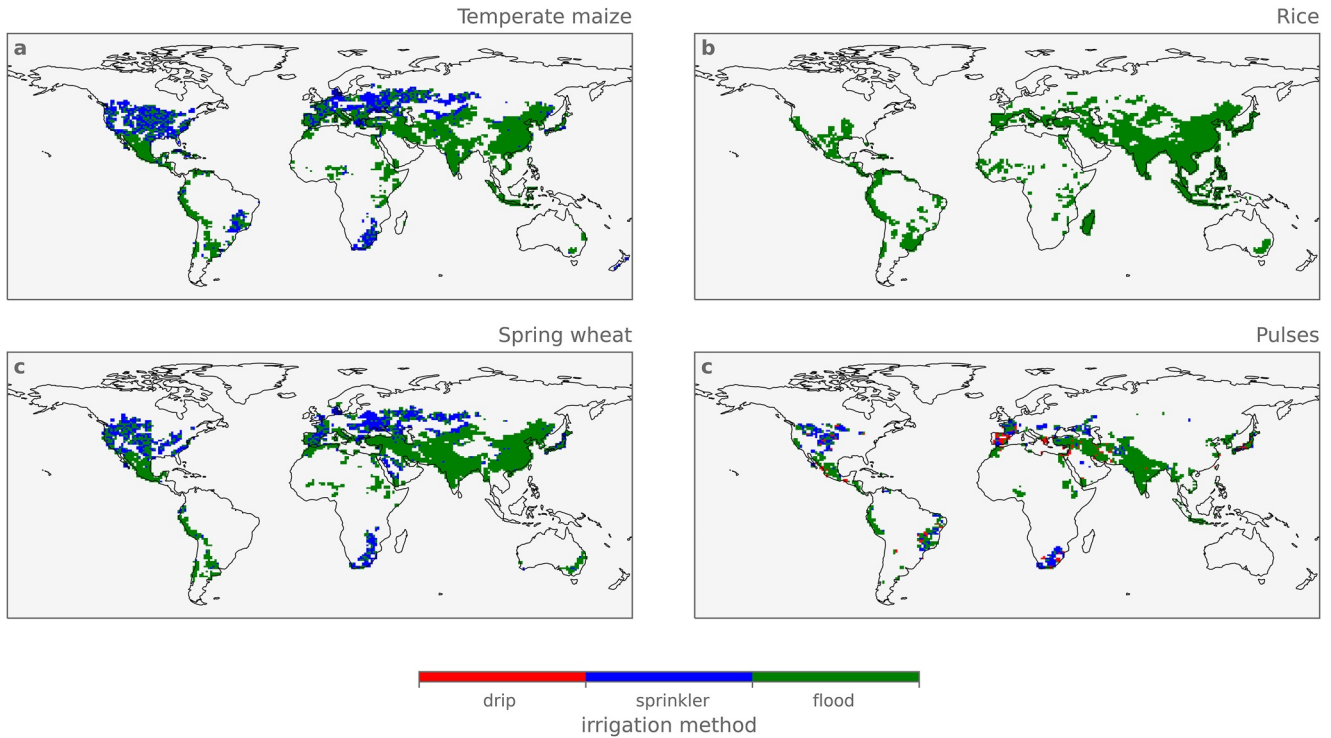 Temperate maize
a
Rice
b
Spring wheat
c
Pulses
c
drip
sprinkler
flood
irrigation method